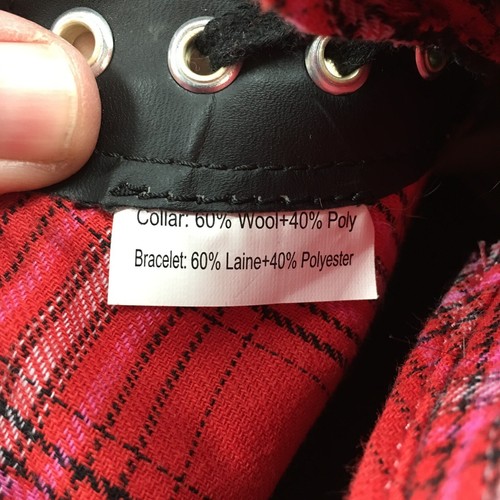 Collar: 60% Wool+40% Poly
Bracelet: 60% Laine+40% Polyester